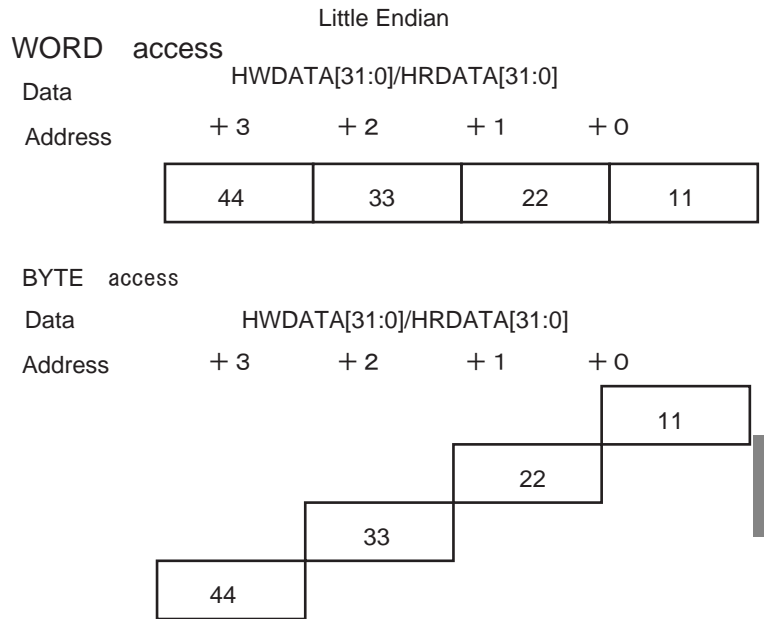 Little Endian
WORD access
HWDATA[31:0]/HRDATA[31:0]
Data
Address +3 +2 +1 +0
44 33 22 11
BYTE access
Data HWDATA[31:0]/HRDATA[31:0]
Address +3 +2 +1 +0
11
22
33
44